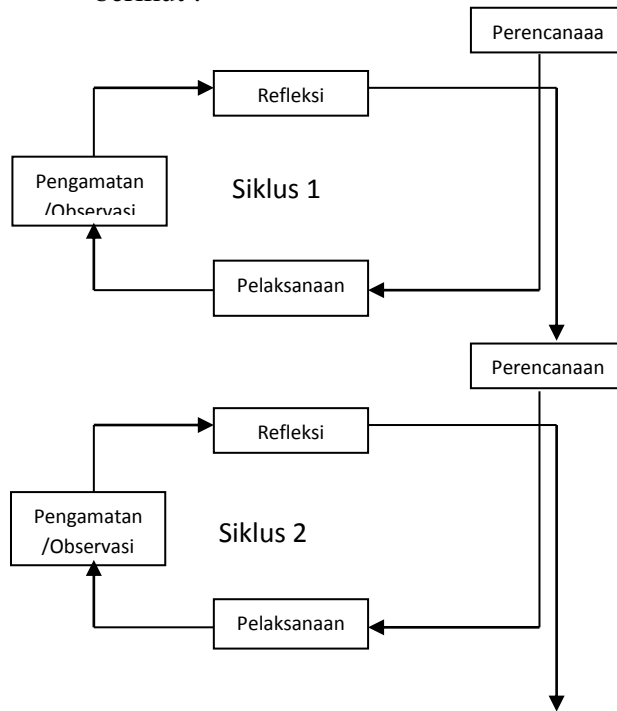 Perencanaaa
Refleksi
Pengamatan
/Observasi
Siklus 1
Pelaksanaan
Perencanaan
Refleksi
Pengamatan
/Observasi
Siklus 2
Pelaksanaan